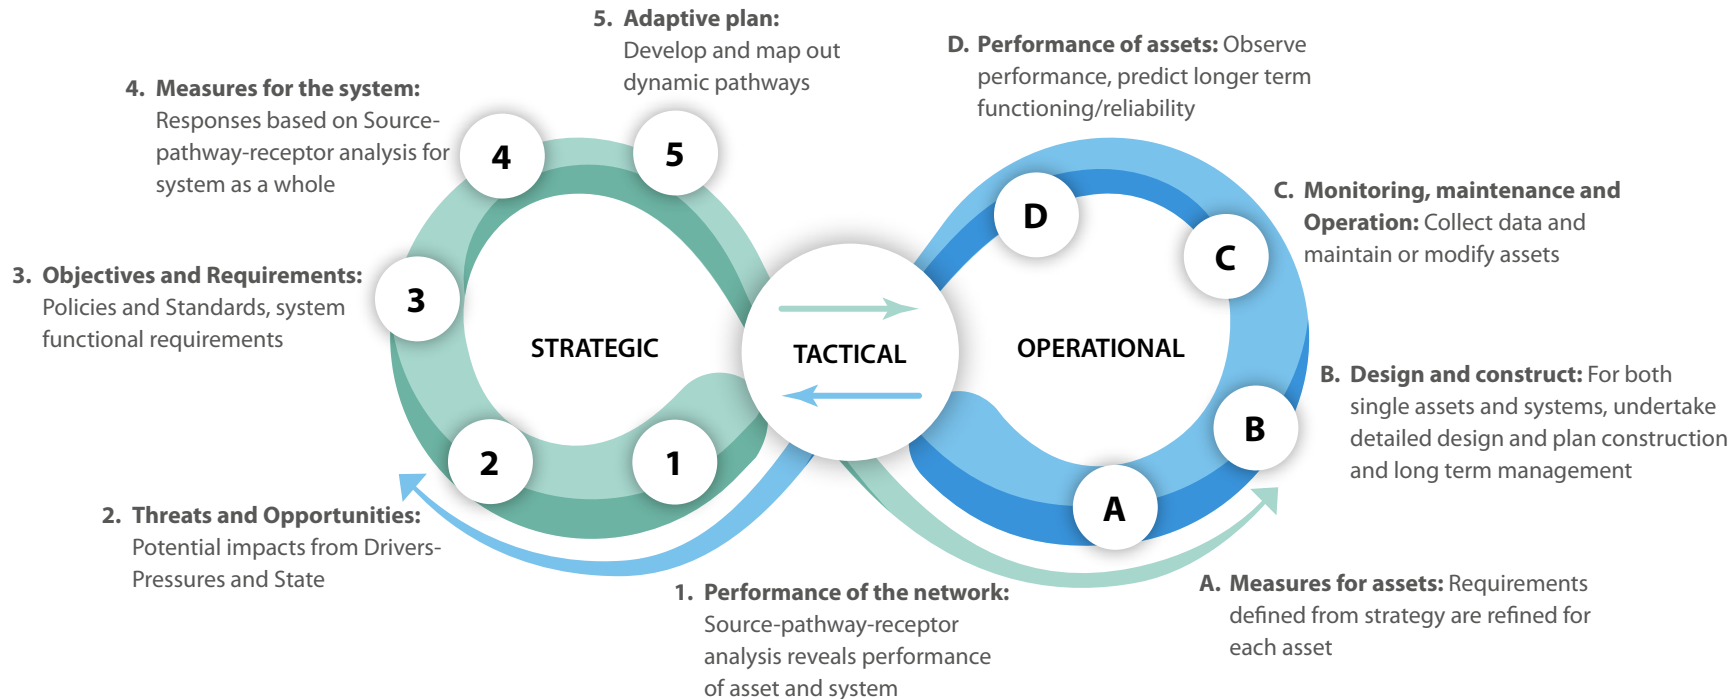 5. Adaptive plan:
Develop and map out
dynamic pathways
D. Performance of assets: Observe
performance, predict longer term
functioning/reliability
4. Measures for the system:
Responses based on Source-
pathway-receptor analysis for
system as a whole
4
5
D
C
C. Monitoring, maintenance and
Operation: Collect data and
maintain or modify assets
3. Objectives and Requirements:
Policies and Standards, system
functional requirements
3
STRATEGIC
TACTICAL
OPERATIONAL
B. Design and construct: For both
single assets and systems, undertake
detailed design and plan construction
and long term management
2
1
A
B
2. Threats and Opportunities:
Potential impacts from Drivers-
Pressures and State
1. Performance of the network:
Source-pathway-receptor
analysis reveals performance
of asset and system
A. Measures for assets: Requirements
defined from strategy are refined for
each asset